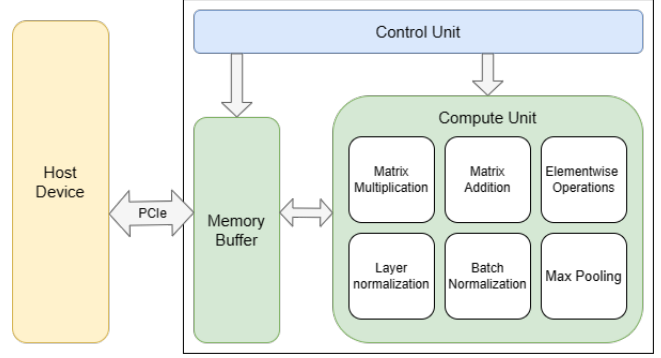 Control Unit
Host
Device
PCIe
Memory
Buffer
Compute Unit
Matrix
Multiplication
Matrix
Addition
Elementwise
Operations
Layer
normalization
Batch
Normalization
Max Pooling